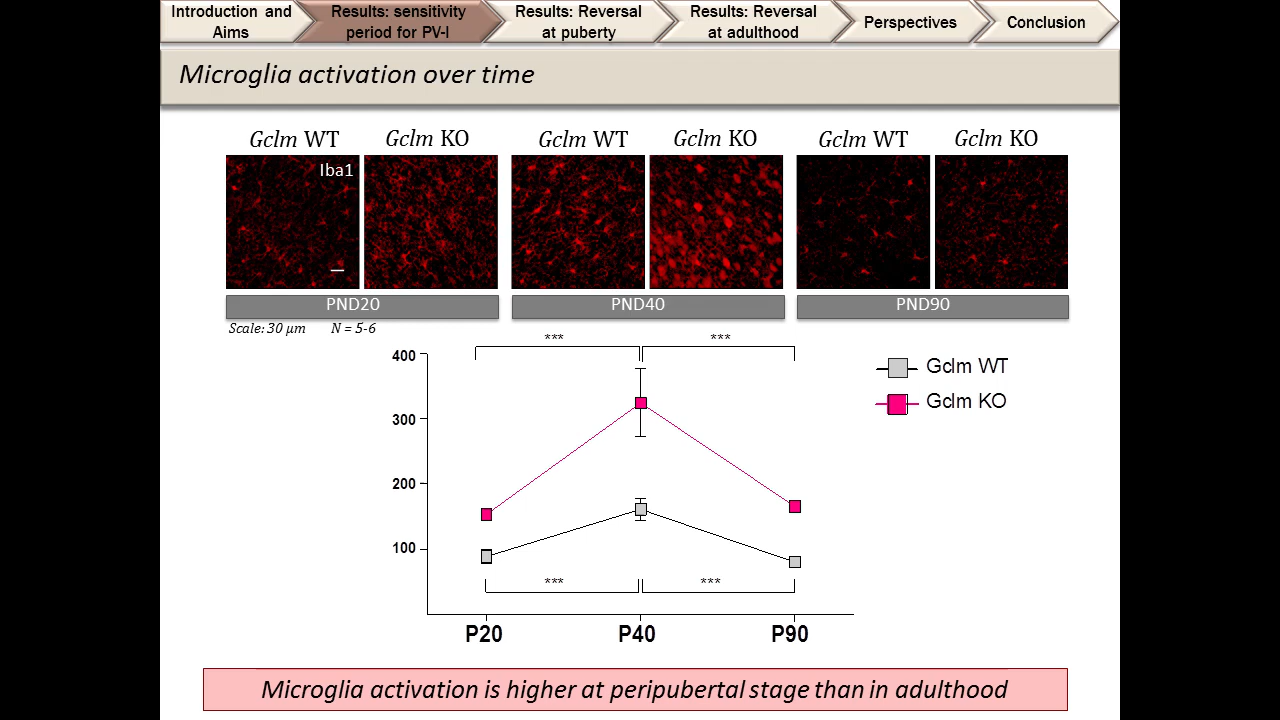 Introduction and
Aims
Results: sensitivity
period for PV-I
Results: Reversal
at puberty
Results: Reversal
at adulthood
Perspectives
Conclusion
Microglia activation over time
Gclm WT
Gclm KO
Gclm WT
Gclm KO
Gclm WT
Gclm KO
Iba1
PND20
PND40
PND90
Scale: 30 µm N = 5-6
*** ***
400
300
200
100
*** ***
P20 P40 P90
Gclm WT
Gclm KO
Microglia activation is higher at peripubertal stage than in adulthood